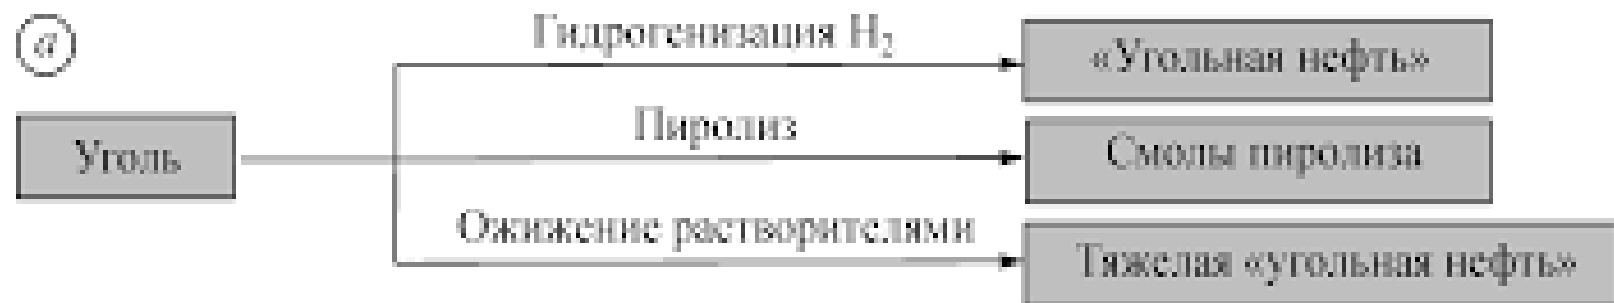 а
Гидрогенизация H₂
«Угольная нефть»
Уголь
Пиролиз
Смолы пиролиза
Ожижение растворителями
Тяжелая «угольная нефть»